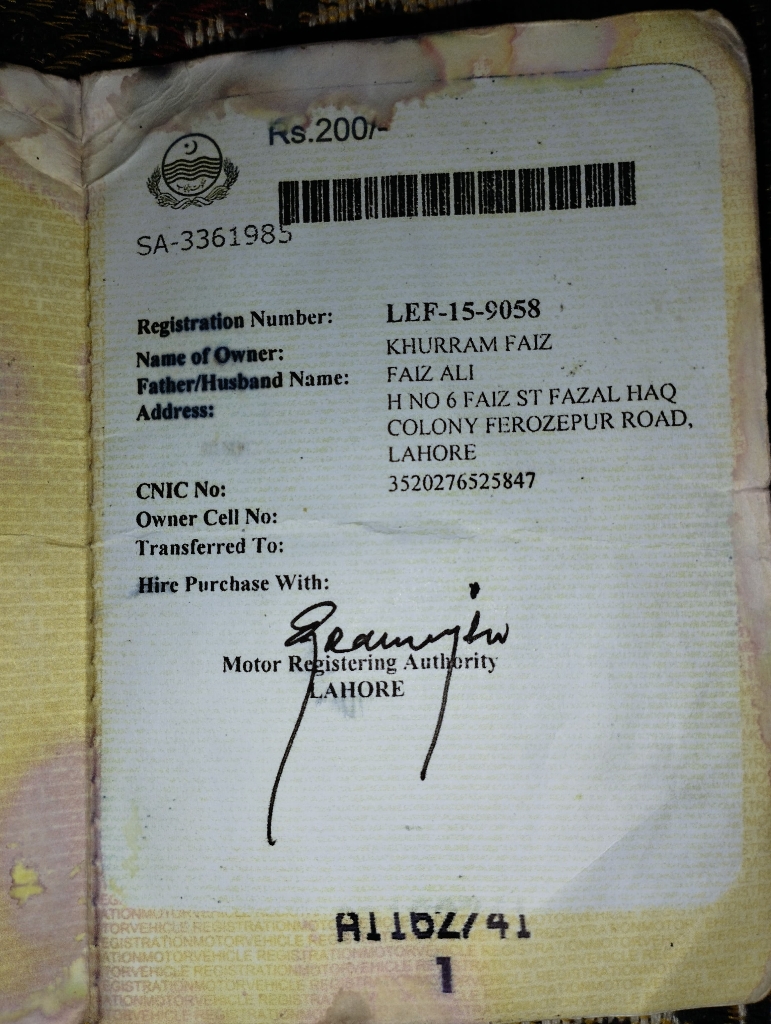 Rs.200/-
SA-3361985
Registration Number: LEF-15-9058
Name of Owner: KHURRAM FAIZ
Father/Husband Name: FAIZ ALI
Address: H NO 6 FAIZ ST FAZAL HAQ
COLONY FEROZEPUR ROAD,
LAHORE
CNIC No: 3520276525847
Owner Cell No:
Transferred To:
Hire Purchase With:
Motor Registering Authority
LAHORE
A1162741
1